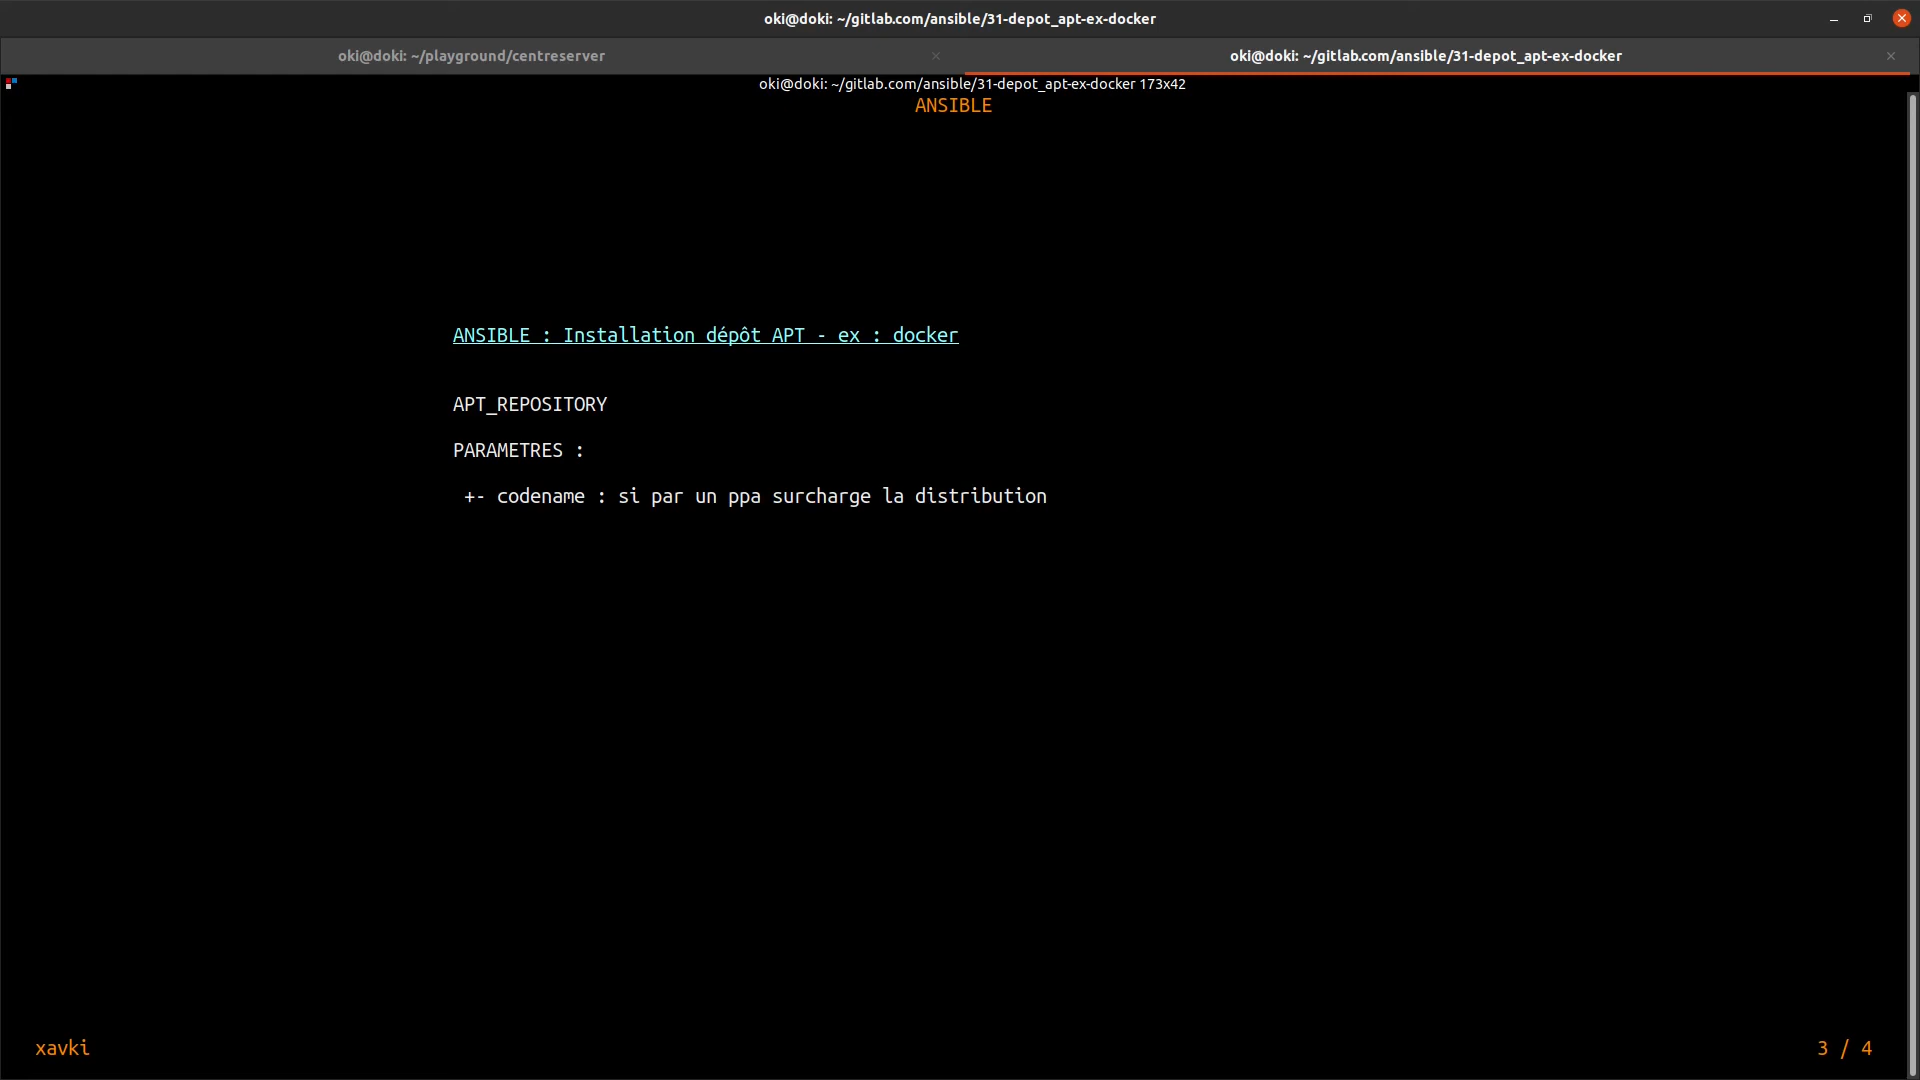 oki@doki: ~/gitlab.com/ansible/31-depot_apt-ex-docker
oki@doki: ~/playground/centreserver
oki@doki: ~/gitlab.com/ansible/31-depot_apt-ex-docker
oki@doki: ~/gitlab.com/ansible/31-depot_apt-ex-docker 173x42
ANSIBLE
ANSIBLE : Installation dépôt APT - ex : docker
APT_REPOSITORY
PARAMETRES :
+- codename : si par un ppa surcharge la distribution
xavki
3 / 4